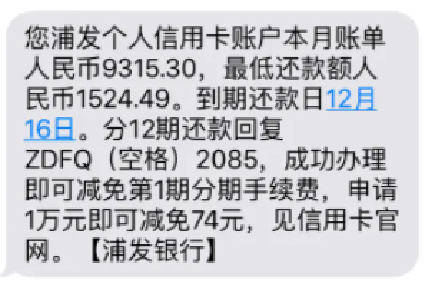 您浦发个人信用卡账户本月账单
人民币9315.30，最低还款额人
民币1524.49。到期还款日12月
16日。分12期还款回复
ZDFQ（空格）2085，成功办理
即可减免第1期分期手续费，申请
1万元即可减免74元，见信用卡官
网。【浦发银行】